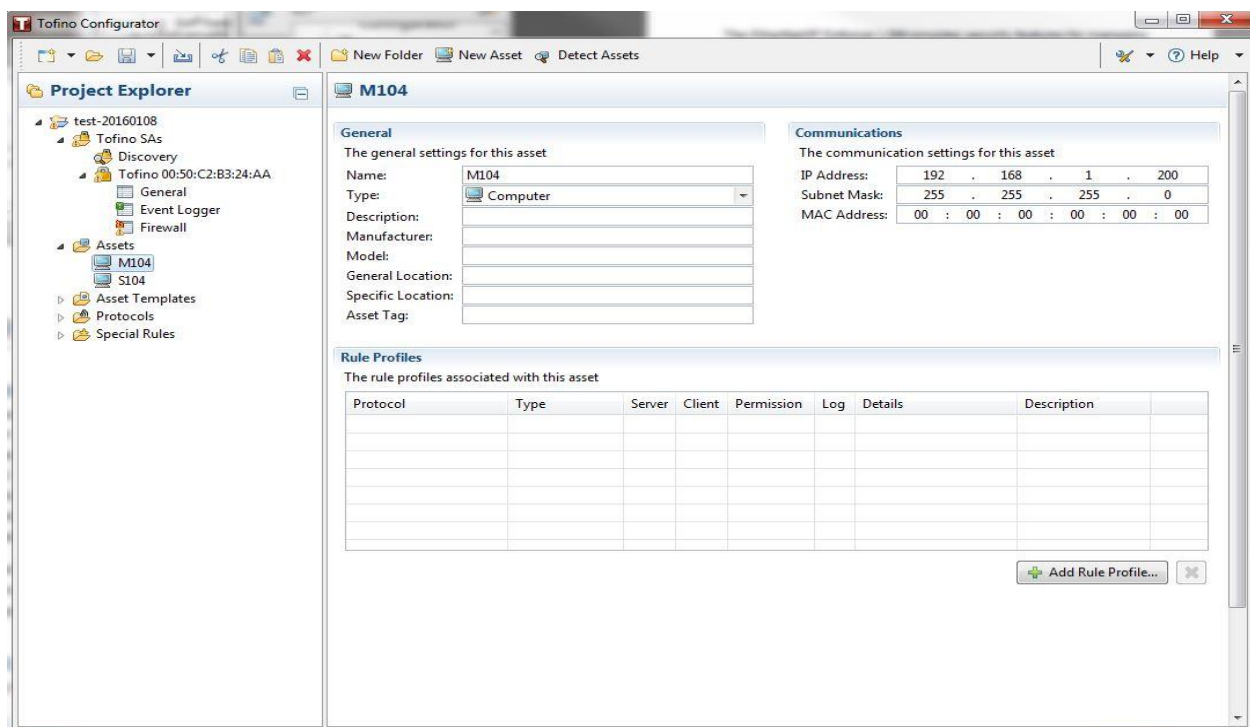 Tofino Configurator
New Folder New Asset Detect Assets Help
Project Explorer
test-20160108
Tofino SAs
Discovery
Tofino 00:50:C2:B3:24:AA
General
Event Logger
Firewall
Assets
M104
S104
Asset Templates
Protocols
Special Rules
M104
General
The general settings for this asset
Name: M104
Type: Computer
Description:
Manufacturer:
Model:
General Location:
Specific Location:
Asset Tag:
Communications
The communication settings for this asset
IP Address: 192 . 168 . 1 . 200
Subnet Mask: 255 . 255 . 255 . 0
MAC Address: 00 : 00 : 00 : 00 : 00 : 00
Rule Profiles
The rule profiles associated with this asset
Protocol Type Server Client Permission Log Details Description
Add Rule Profile...